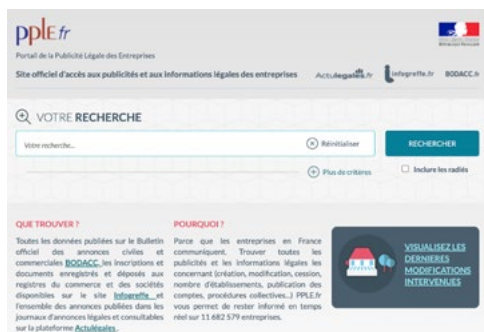 pple.fr
Portail de la Publicité Légale des Entreprises
RÉPUBLIQUE FRANÇAISE
Site officiel d'accès aux publicités et aux informations légales des entreprises
Actulegales.fr
infogreffe.fr
BODACC.fr
VOTRE RECHERCHE
Votre recherche...
Réinitialiser
RECHERCHER
Plus de critères
Inclure les radiés
QUE TROUVER ?
Toutes les données publiées sur le Bulletin
officiel des annonces civiles et
commerciales BODACC, les inscriptions et
documents enregistrés et déposés aux
registres du commerce et des sociétés
disponibles sur le site Infogreffe et
l'ensemble des annonces publiées dans les
journaux d'annonces légales et consultables
sur la plateforme Actulégales.
POURQUOI ?
Parce que les entreprises en France
communiquent. Trouver toutes les
publicités et les informations légales les
concernant (création, modification, cession,
nombre d'établissements, publication des
comptes, procédures collectives...) PPLE.fr
vous permet de rester informé en temps
réel sur 11 682 579 entreprises.
VISUALISEZ LES
DERNIERES
MODIFICATIONS
INTERVENUES